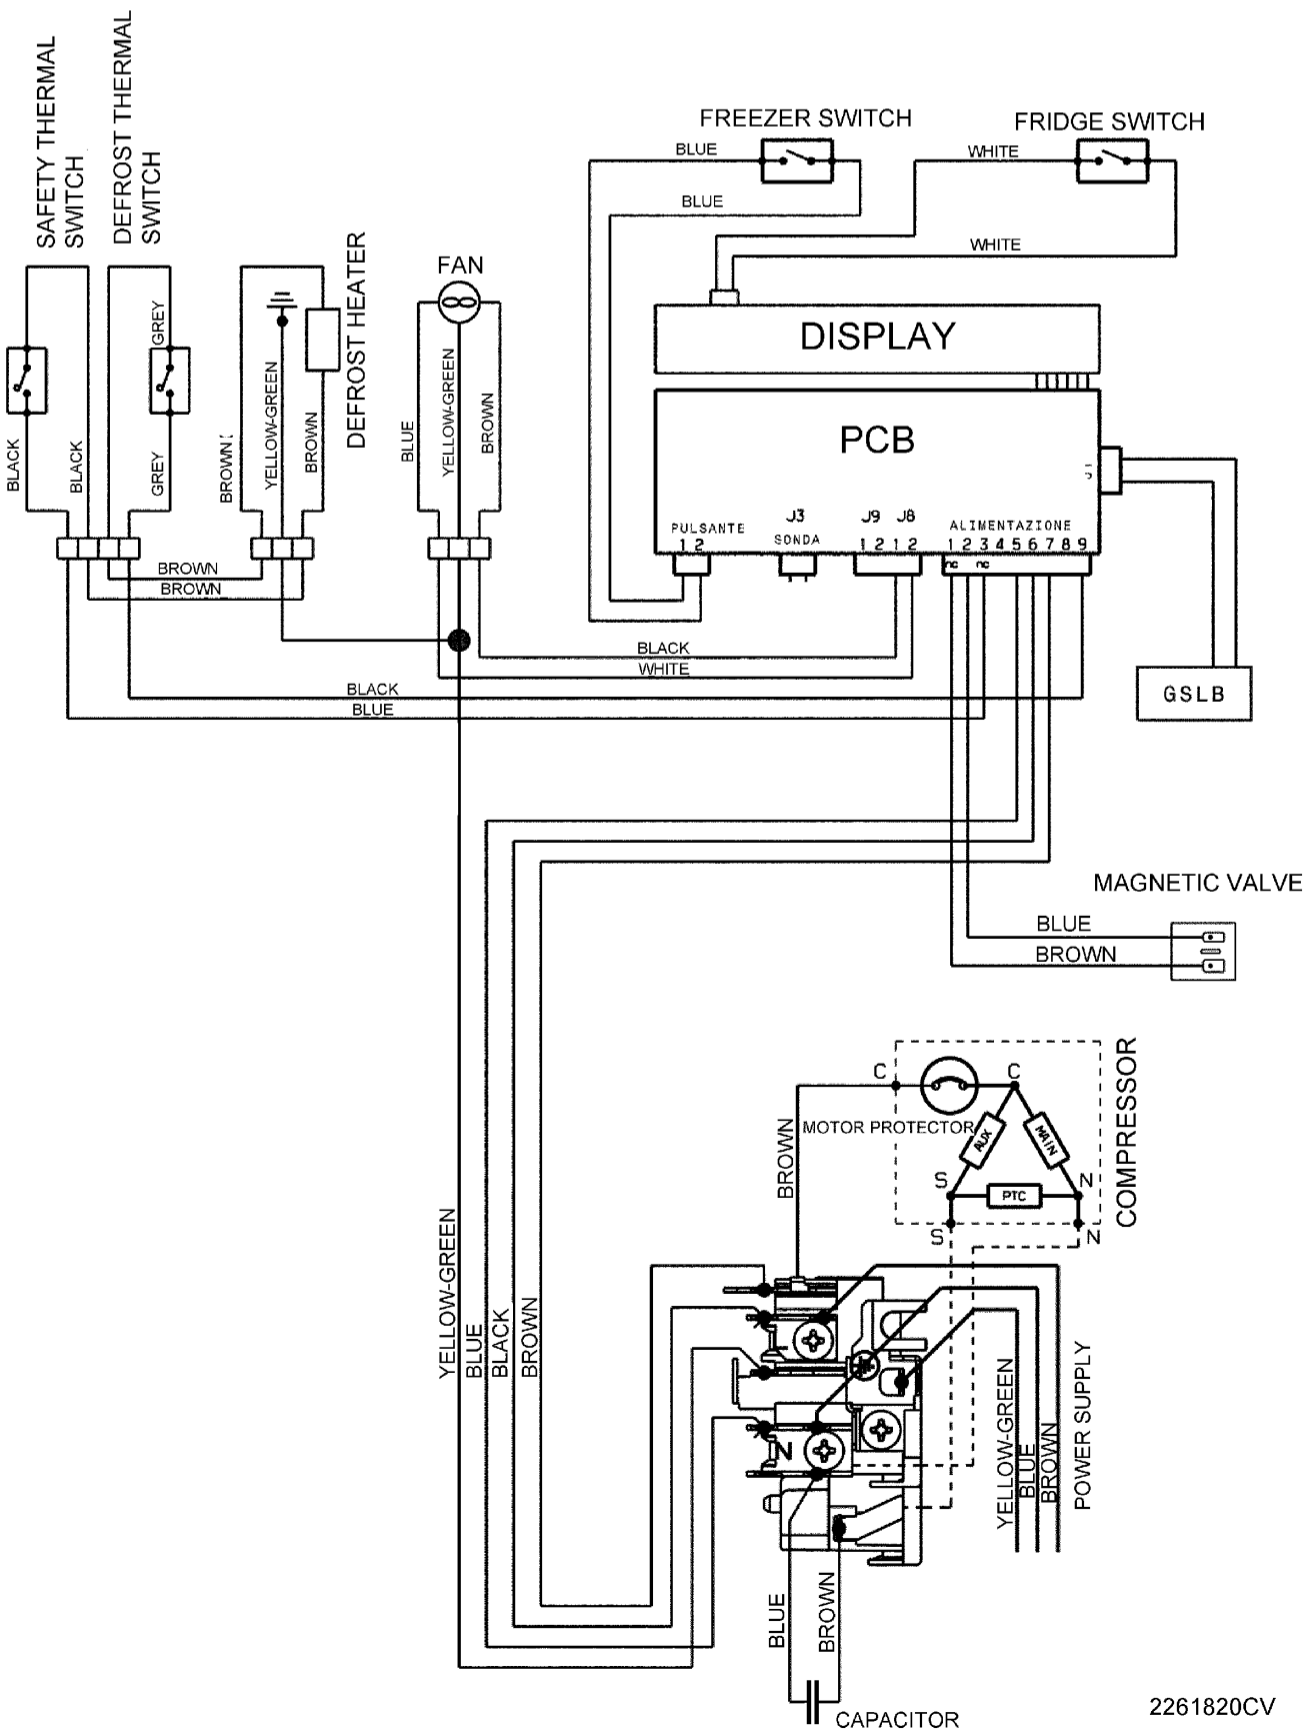 SAFETY THERMAL
SWITCH
DEFROST THERMAL
SWITCH
FREEZER SWITCH
FRIDGE SWITCH
BLUE
WHITE
BLUE
WHITE
DEFROST HEATER
FAN
GREY
DISPLAY
BLACK
BLACK
GREY
BROWN
YELLOW-GREEN
BROWN
BLUE
YELLOW-GREEN
BROWN
PCB
PULSANTE
1 2
J3
SONDA
J9 J8
1 2 1 2
ALIMENTAZIONE
1 2 3 4 5 6 7 8 9
nc nc
BROWN
BROWN
BLACK
WHITE
BLACK
BLUE
GSLB
MAGNETIC VALVE
BLUE
BROWN
C
C
MOTOR PROTECTOR
AUX
MAIN
S
PTC
N
S
N
COMPRESSOR
BROWN
YELLOW-GREEN
BLUE
BLACK
BROWN
N
YELLOW-GREEN
BLUE
BROWN
POWER SUPPLY
BLUE
BROWN
CAPACITOR
2261820CV